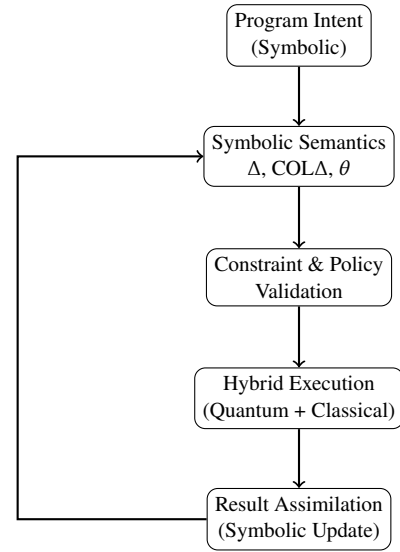 Program Intent
(Symbolic)
Symbolic Semantics
Δ, COLΔ, θ
Constraint & Policy
Validation
Hybrid Execution
(Quantum + Classical)
Result Assimilation
(Symbolic Update)